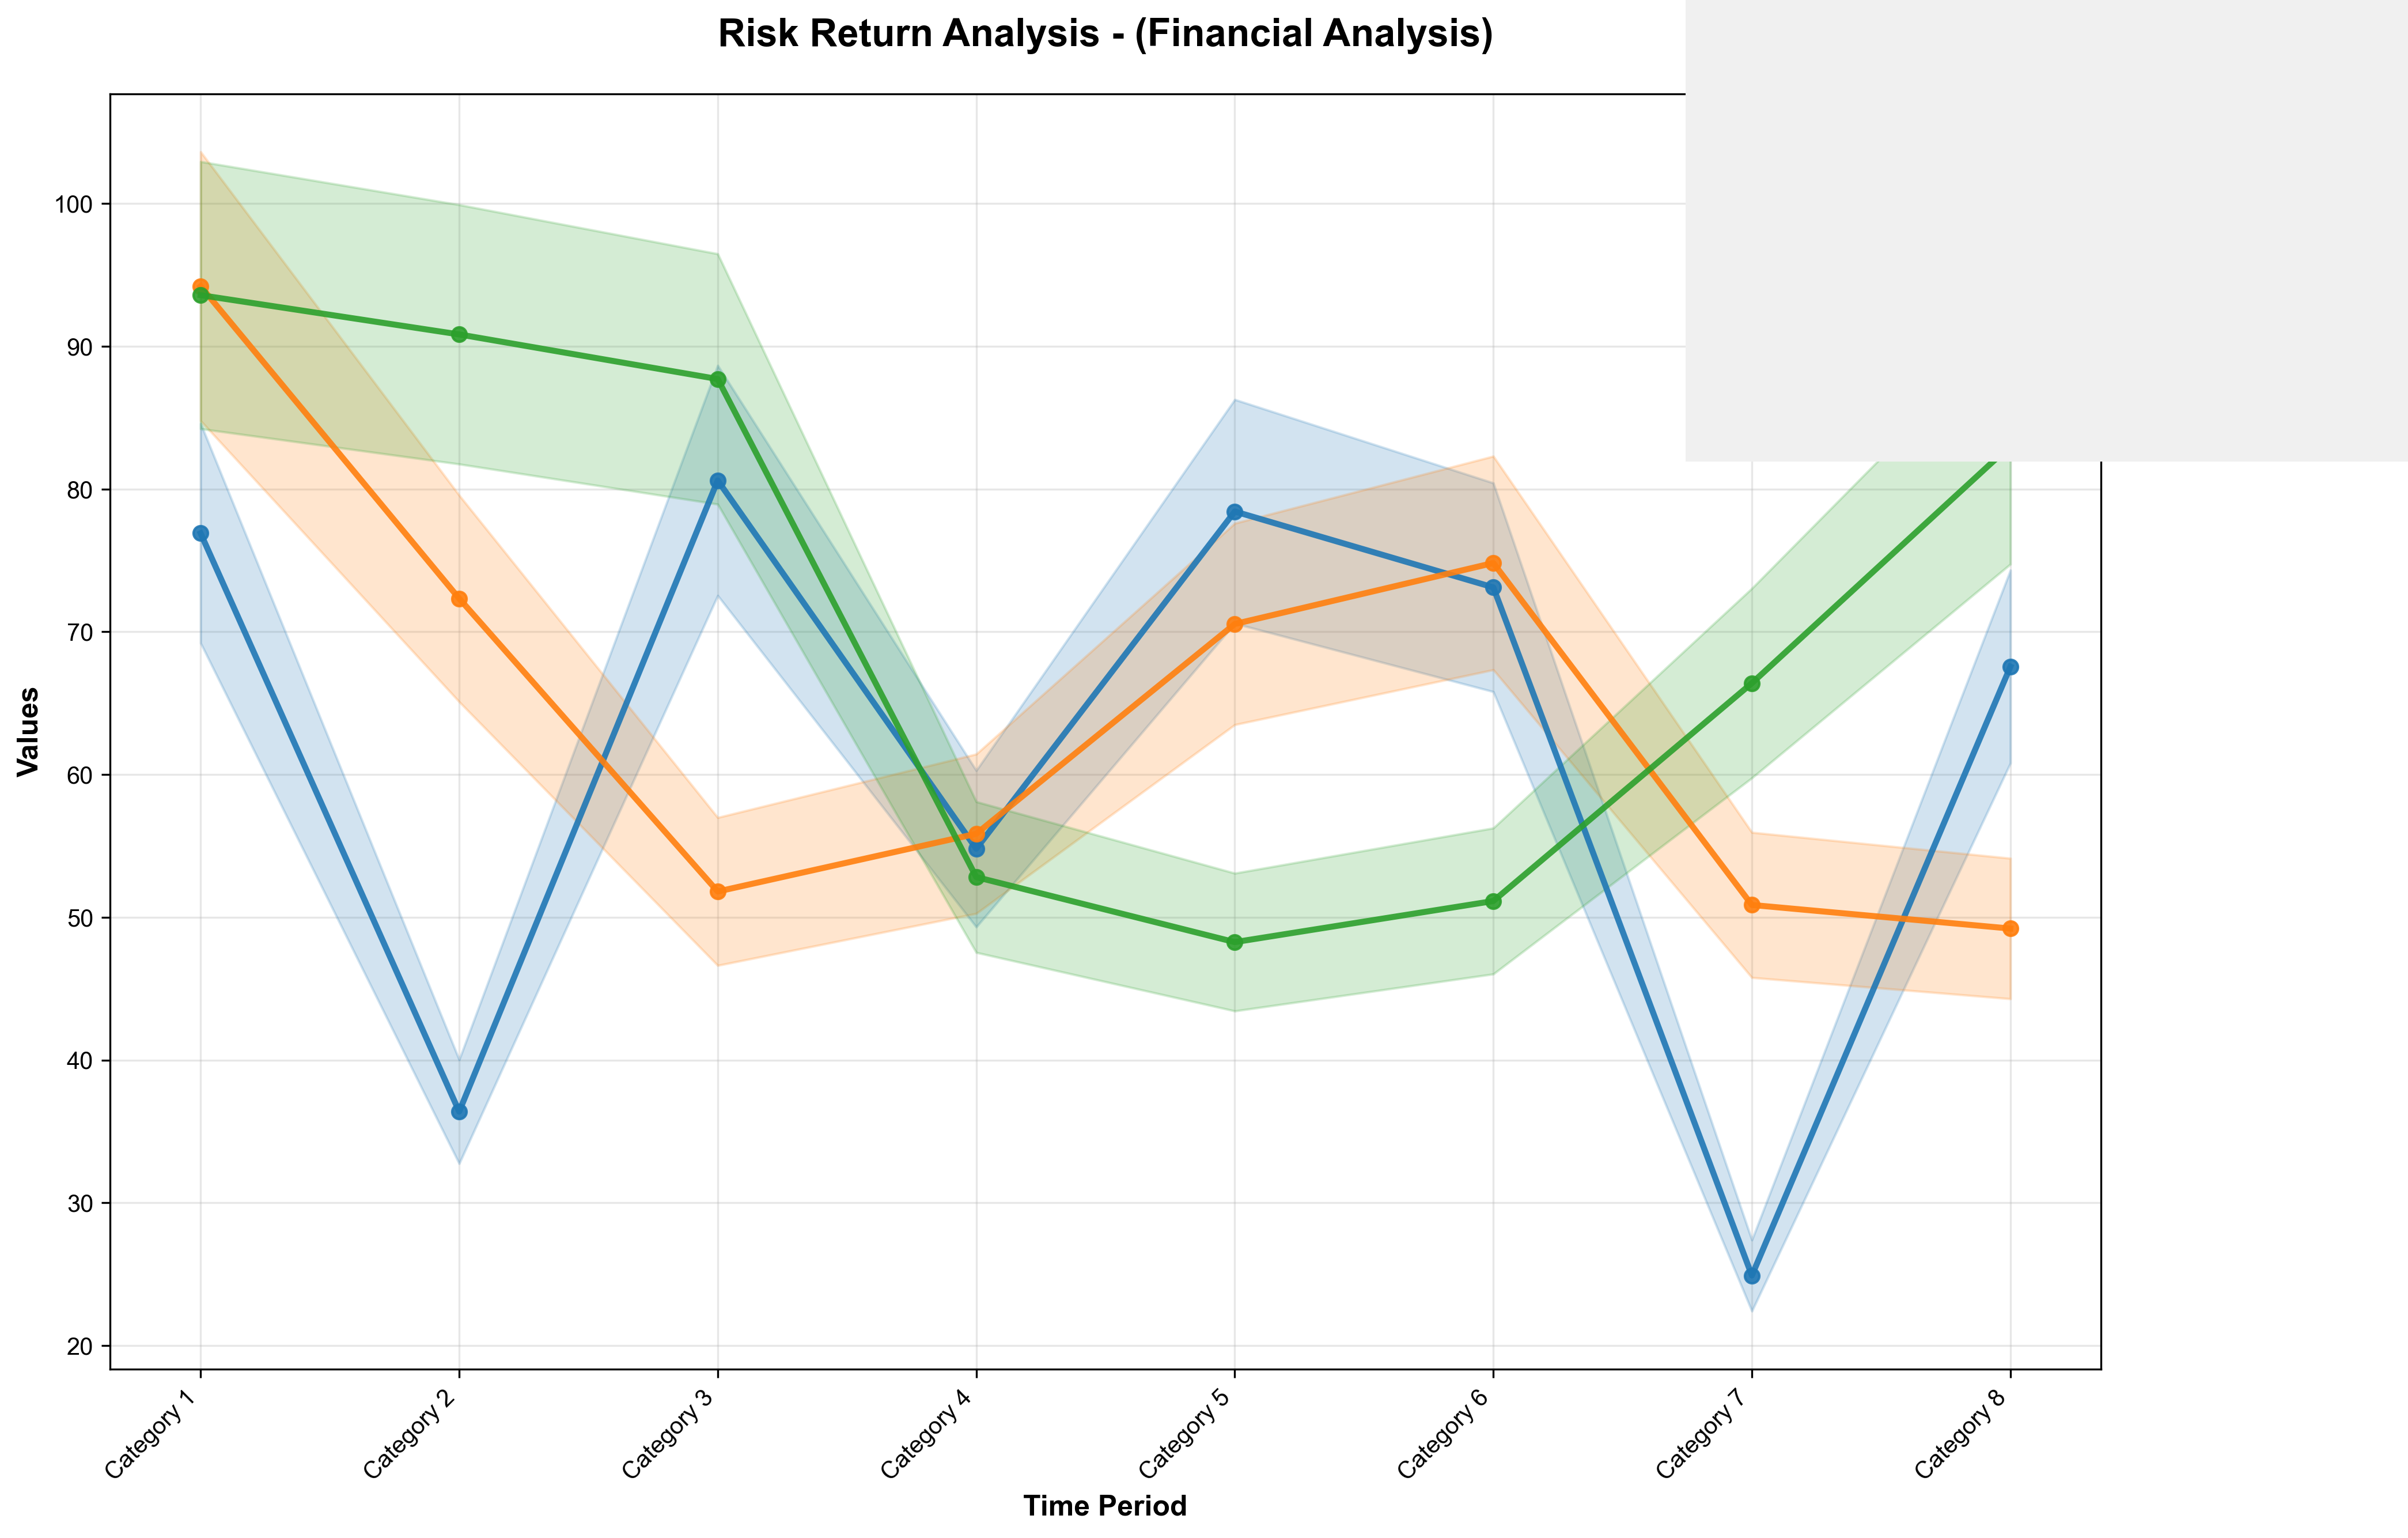 Risk Return Analysis - (Financial Analysis)
Values
100
90
80
70
60
50
40
30
20
Category 1
Category 2
Category 3
Category 4
Category 5
Category 6
Category 7
Category 8
Time Period